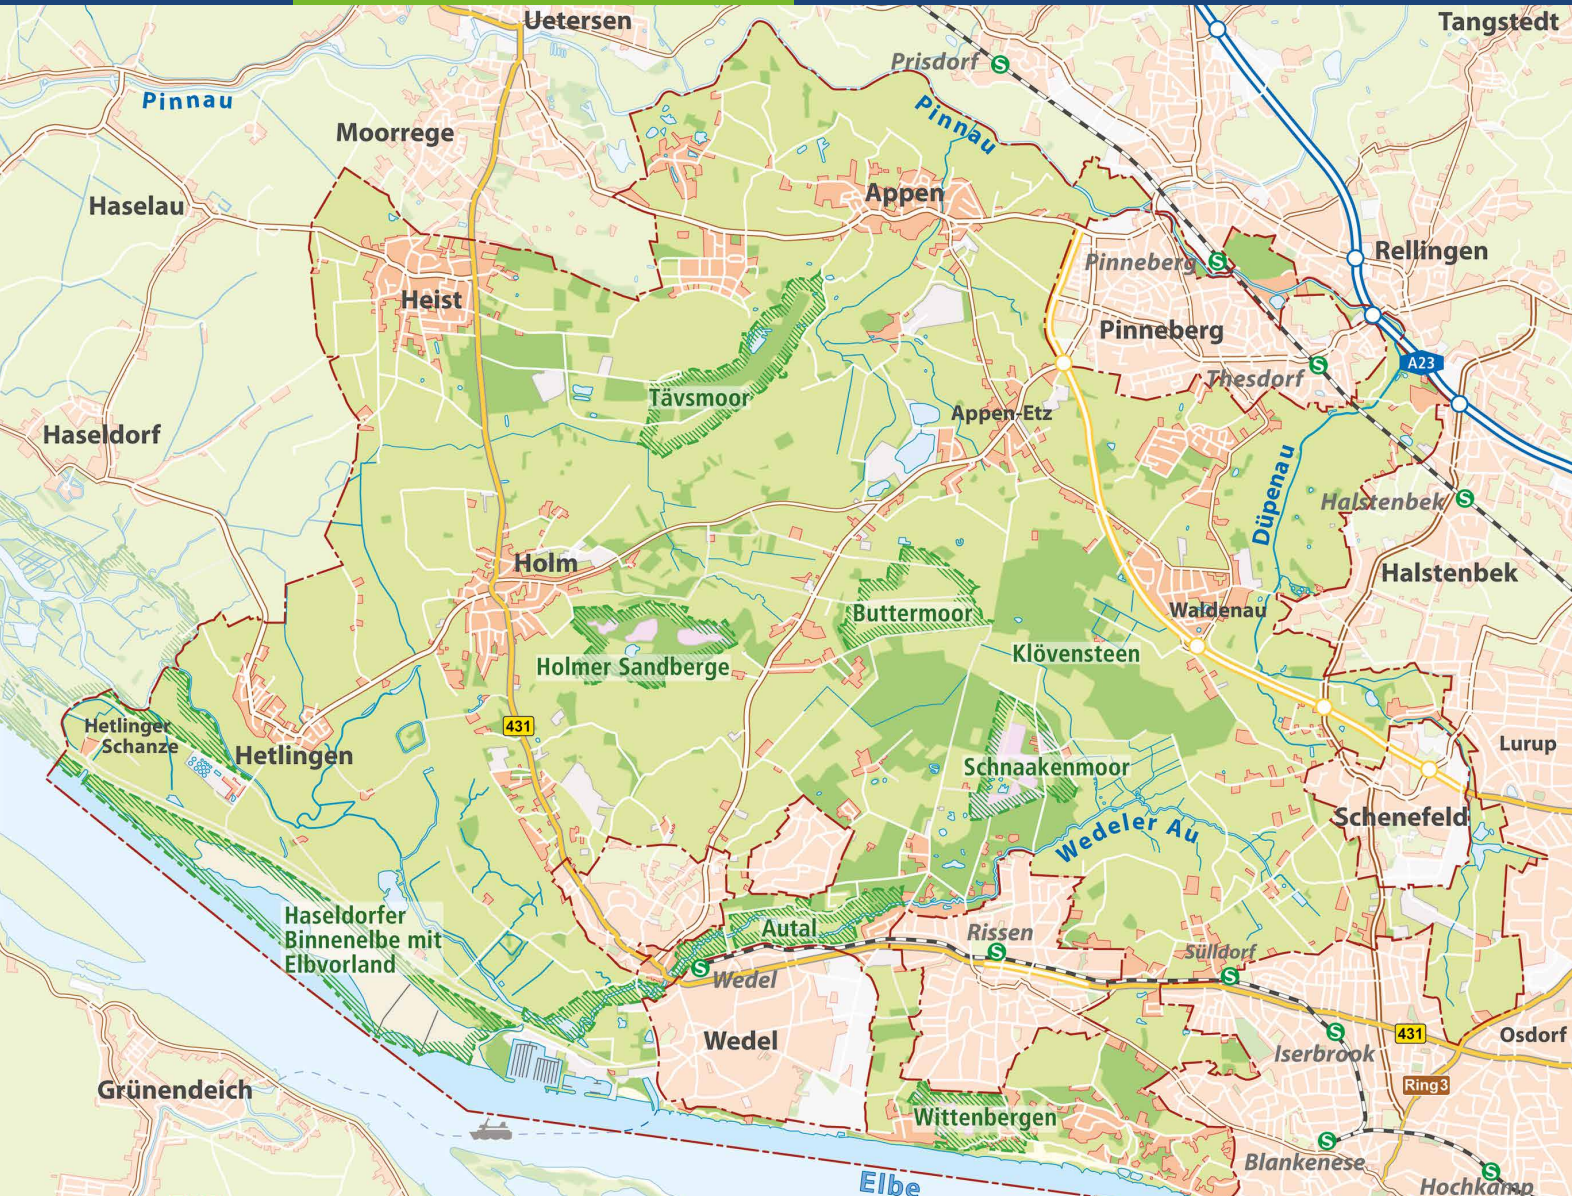 Uetersen
Tangstedt
Prisdorf
S
Pinnau
Pinnau
Moorrege
Appen
Haselau
Rellingen
Pinneberg
S
Heist
Pinneberg
A23
Thesdorf
S
Tävsmoor
Appen-Etz
Haseldorf
Düpenau
Halstenbek
S
Holm
Halstenbek
Buttermoor
Waldenau
Klövensteen
Holmer Sandberge
431
Hetlinger
Schanze
Hetlingen
Lurup
Schnaakenmoor
Schenefeld
Wedeler Au
Haseldorfer
Binnenelbe mit
Elbvorland
Autal
Rissen
S
Sülldorf
S
S
Wedel
Wedel
S
431
Osdorf
Iserbrook
Ring3
Grünendeich
Wittenbergen
S
Blankenese
S
Elbe
Hochkamp